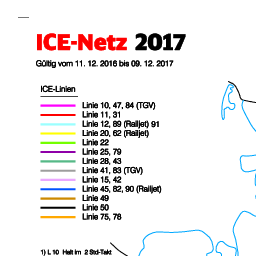 ICE-Netz 2017
Gültig vom 11. 12. 2016 bis 09. 12. 2017
ICE-Linien
Linie 10, 47, 84 (TGV)
Linie 11, 31
Linie 12, 89 (Railjet) 91
Linie 20, 62 (Railjet)
Linie 22
Linie 25, 79
Linie 28, 43
Linie 41, 83 (TGV)
Linie 15, 42
Linie 45, 82, 90 (Railjet)
Linie 49
Linie 50
Linie 75, 78
1) L 10 Halt im 2 Std-Takt